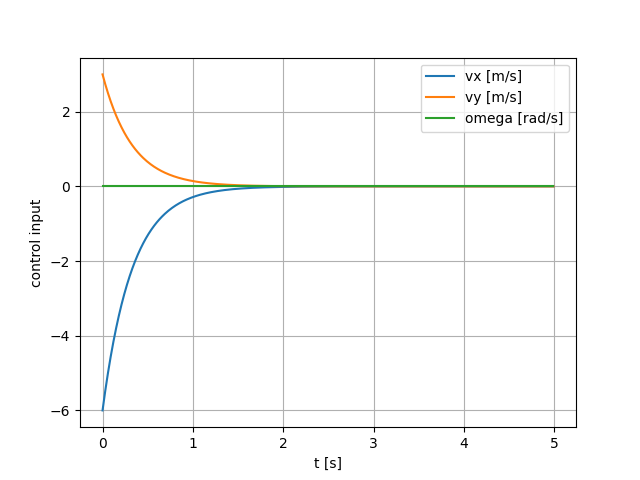 vx [m/s]
vy [m/s]
omega [rad/s]
2
0
−2
−4
−6
control input
0 1 2 3 4 5
t [s]